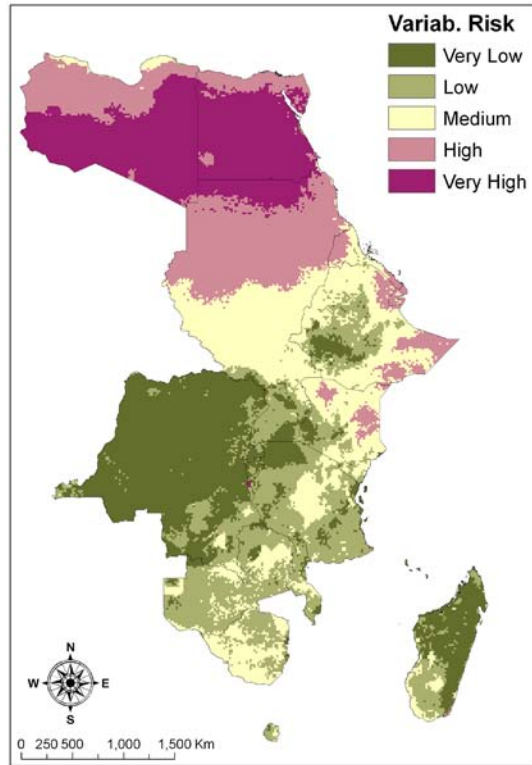 Variab. Risk
Very Low
Low
Medium
High
Very High
N
W E
S
0 250 500 1,000 1,500 Km